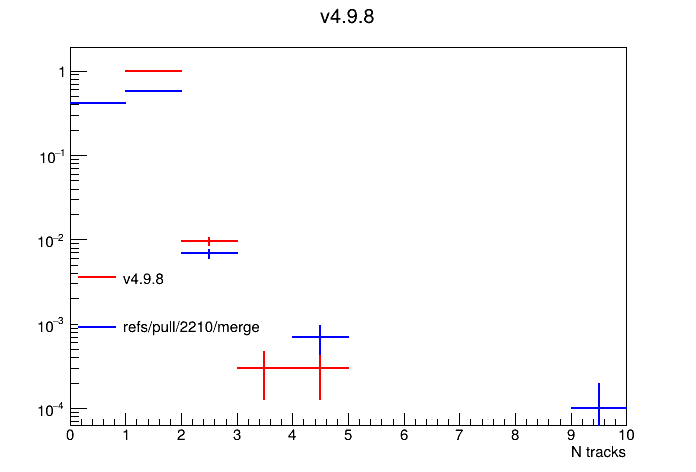 v4.9.8
1
10⁻¹
10⁻²
10⁻³
10⁻⁴
v4.9.8
refs/pull/2210/merge
0 1 2 3 4 5 6 7 8 9 10
N tracks